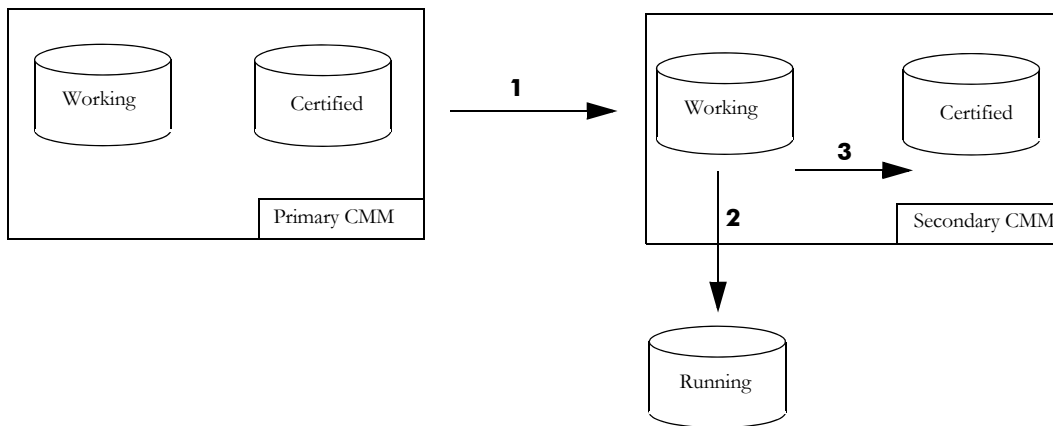 Working
Certified
Primary CMM
1
Working
Certified
3
2
Secondary CMM
Running